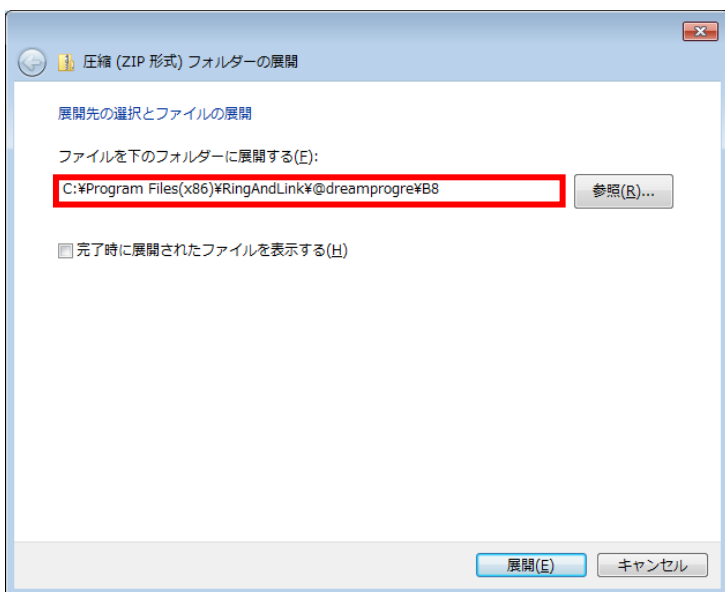 圧縮 (ZIP 形式) フォルダーの展開
展開先の選択とファイルの展開
ファイルを下のフォルダーに展開する(F):
C:¥Program Files(x86)¥RingAndLink¥@dreamprogre¥B8
参照(R)...
完了時に展開されたファイルを表示する(H)
展開(E)
キャンセル